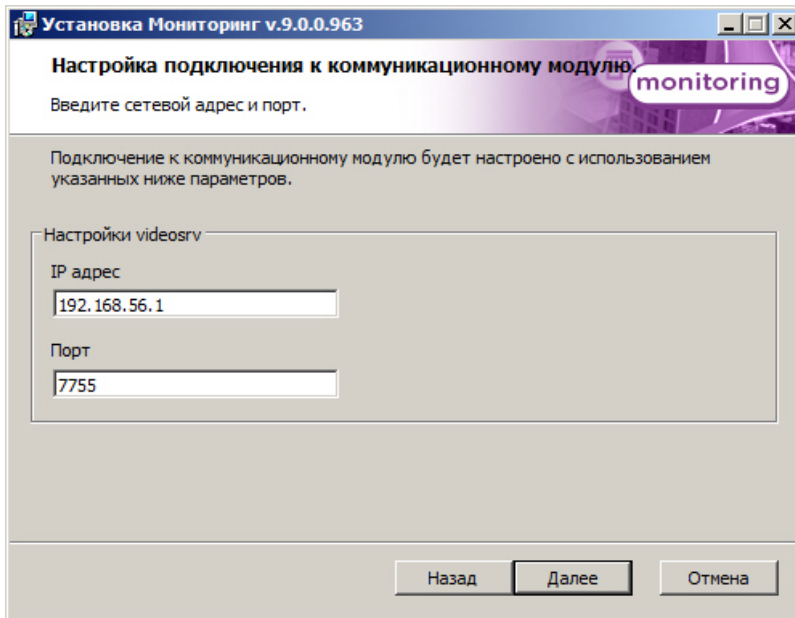 Установка Мониторинг v.9.0.0.963
Настройка подключения к коммуникационному модулю.
monitoring
Введите сетевой адрес и порт.
Подключение к коммуникационному модулю будет настроено с использованием
указанных ниже параметров.
Настройки videosrv
IP адрес
192.168.56.1
Порт
7755
Назад
Далее
Отмена